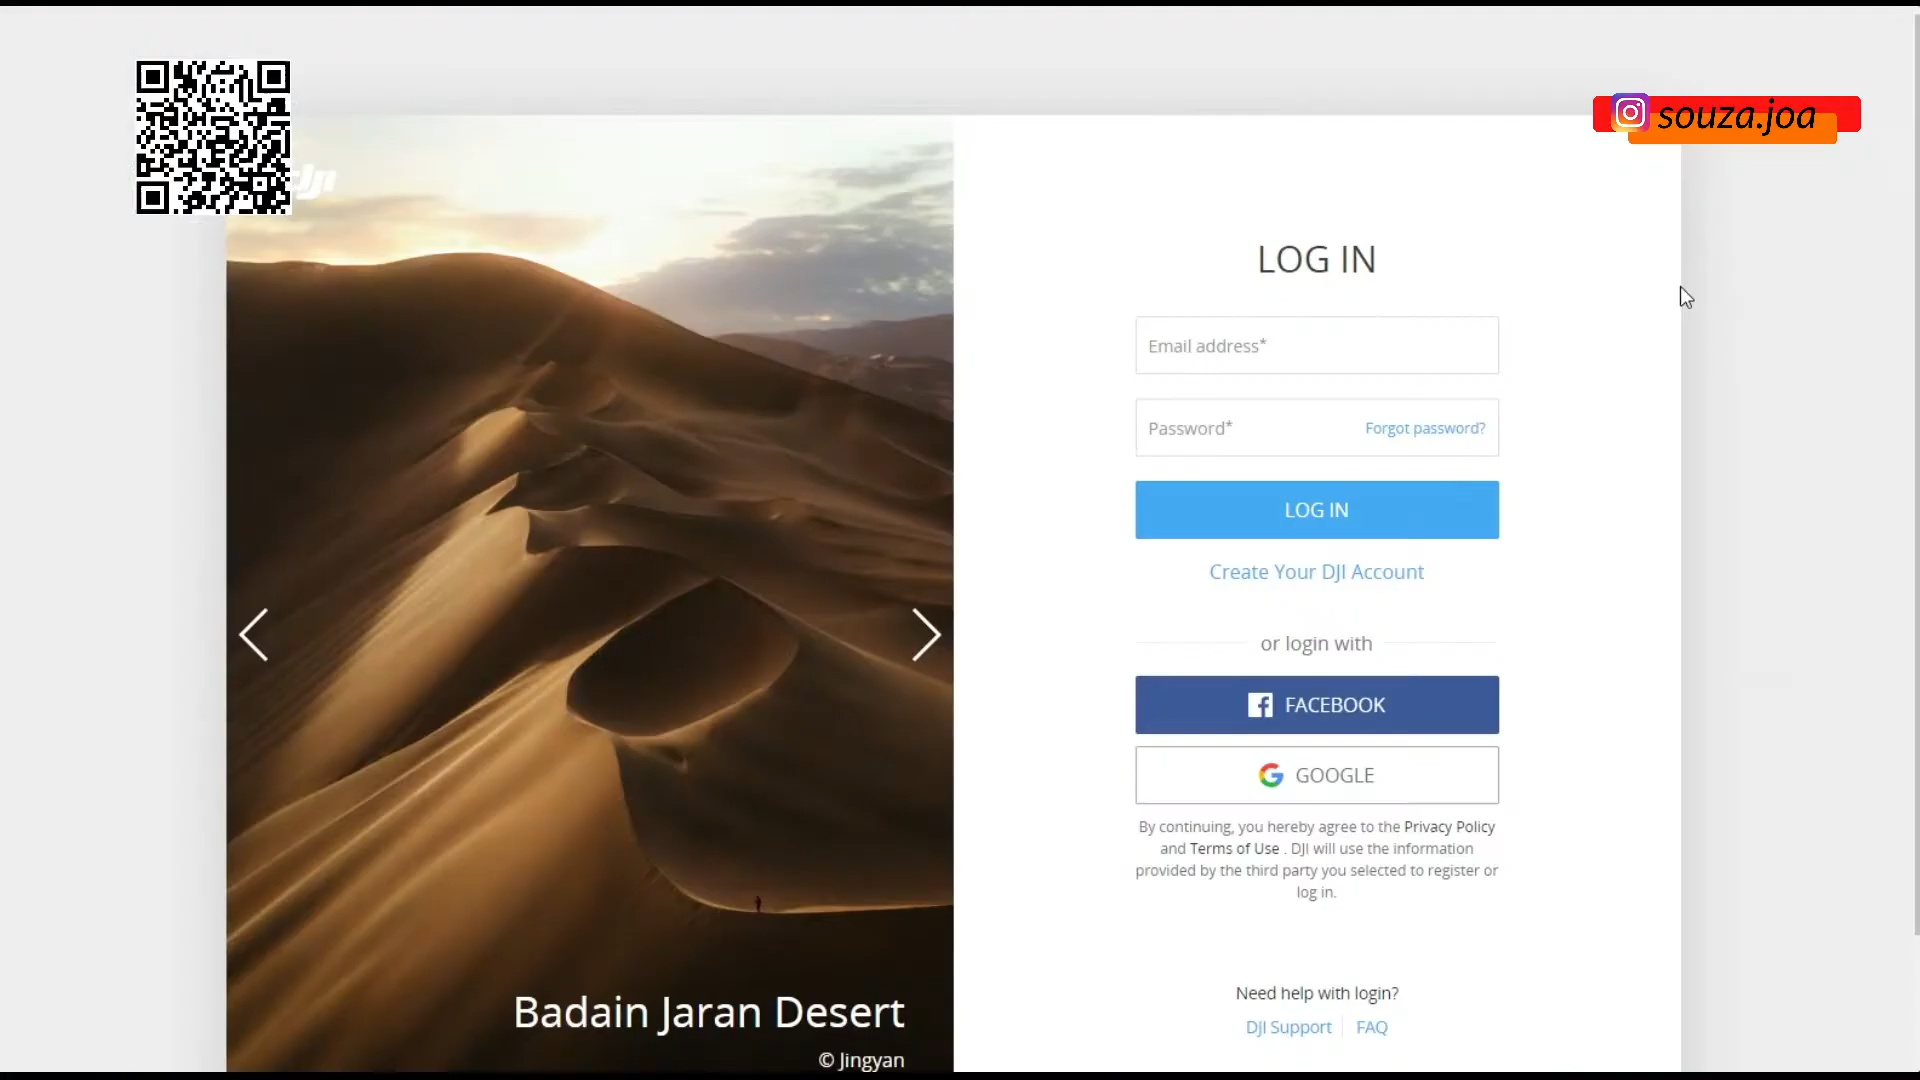 dji
souza.joa
LOG IN
Email address*
Password*
Forgot password?
LOG IN
Create Your DJI Account
or login with
FACEBOOK
GOOGLE
By continuing, you hereby agree to the Privacy Policy
and Terms of Use . DJI will use the information
provided by the third party you selected to register or
log in.
Need help with login?
DJI Support
FAQ
Badain Jaran Desert
© Jingyan